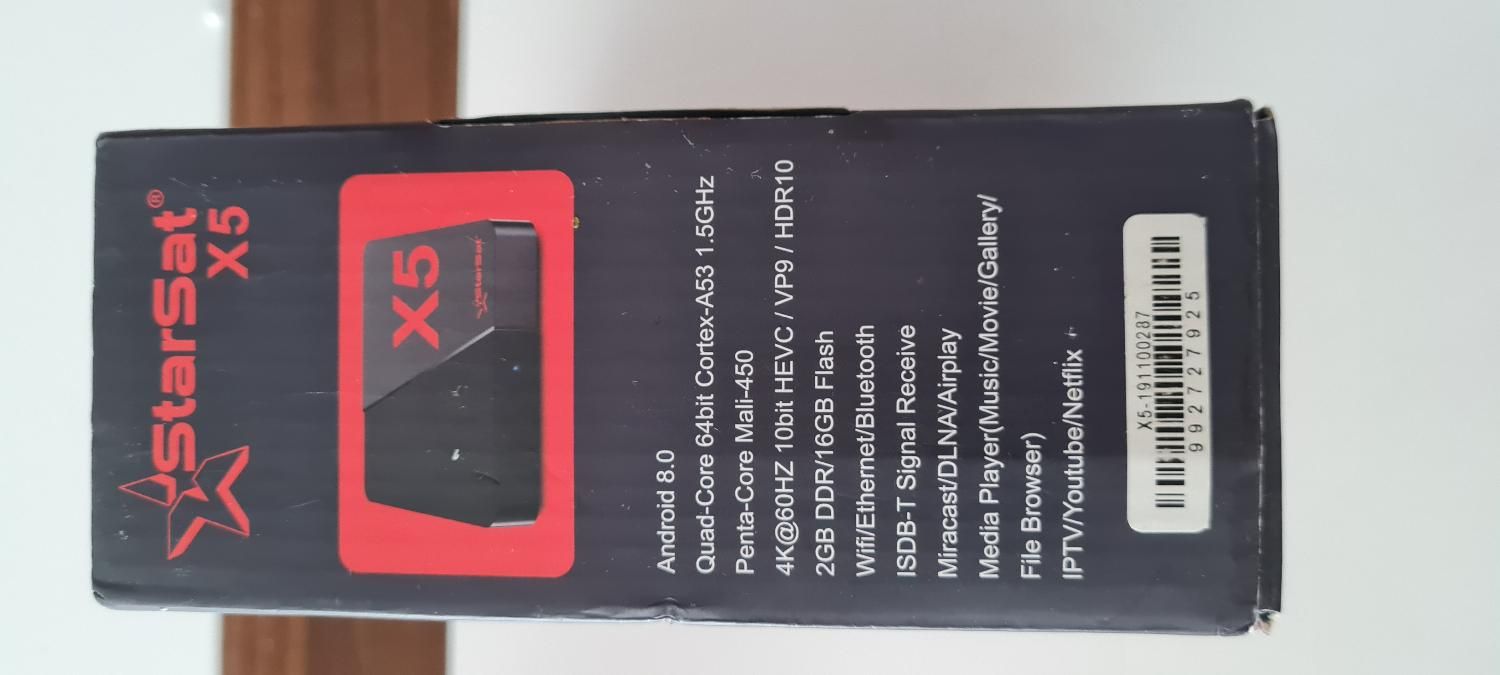 StarSat®
X5
X5
StarSat
Android 8.0
Quad-Core 64bit Cortex-A53 1.5GHz
Penta-Core Mali-450
4K@60HZ 10bit HEVC / VP9 / HDR10
2GB DDR/16GB Flash
Wifi/Ethernet/Bluetooth
ISDB-T Signal Receive
Miracast/DLNA/Airplay
Media Player(Music/Movie/Gallery/
File Browser)
IPTV/Youtube/Netflix
X5-191100287
992727925